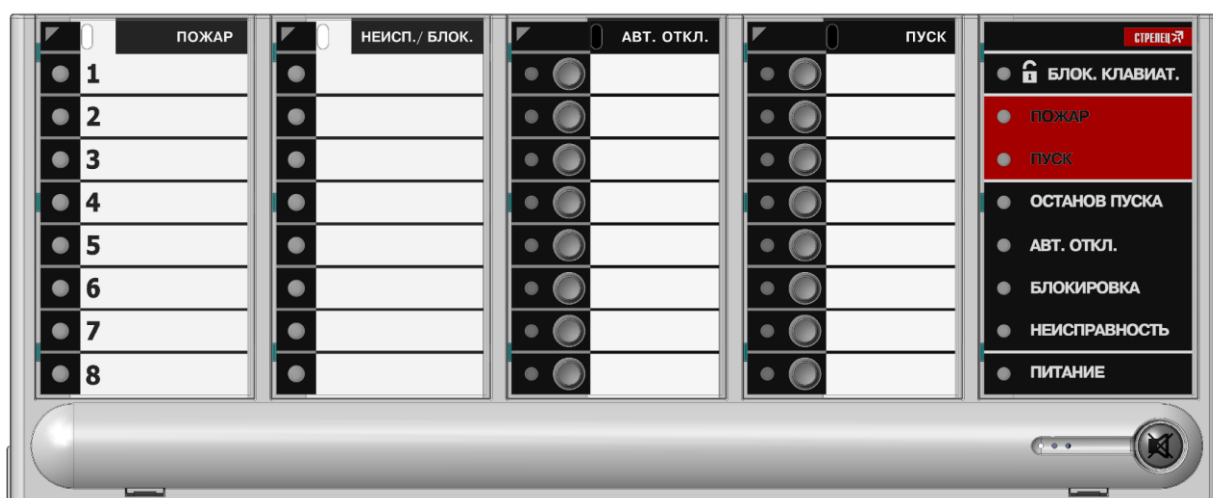 ПОЖАР
1
2
3
4
5
6
7
8
НЕИСП./ БЛОК.
АВТ. ОТКЛ.
ПУСК
СТРЕЛЕЦ
БЛОК. КЛАВИАТ.
ПОЖАР
ПУСК
ОСТАНОВ ПУСКА
АВТ. ОТКЛ.
БЛОКИРОВКА
НЕИСПРАВНОСТЬ
ПИТАНИЕ